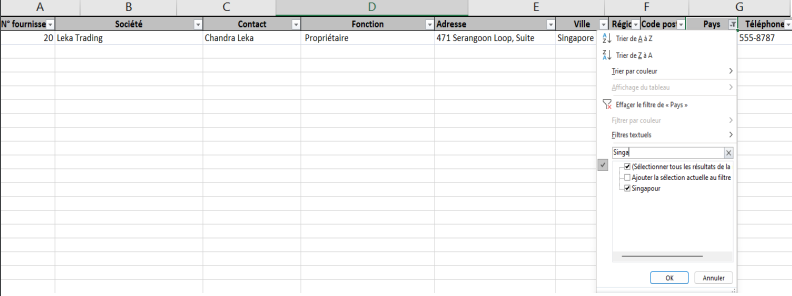 A B C D E F G
N° fournisse Société Contact Fonction Adresse Ville Régic Code post Pays Téléphone
20 Leka Trading Chandra Leka Propriétaire 471 Serangoon Loop, Suite Singapore 555-8787
Trier de A à Z
Trier de Z à A
Trier par couleur
Affichage du tableau
Effacer le filtre de « Pays »
Filtrer par couleur
Filtres textuels
Singa
(Sélectionner tous les résultats de la
Ajouter la sélection actuelle au filtre
Singapour
OK Annuler